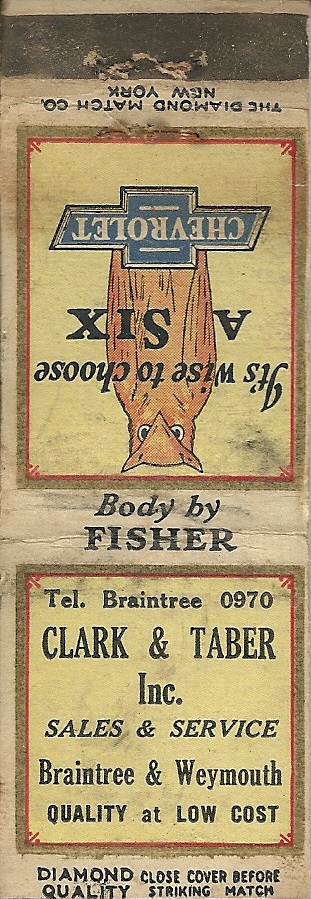 THE DIAMOND MATCH CO.
NEW YORK
It's wise to choose
A SIX
CHEVROLET
Body by
FISHER
Tel. Braintree 0970
CLARK & TABER
Inc.
SALES & SERVICE
Braintree & Weymouth
QUALITY at LOW COST
DIAMOND QUALITY CLOSE COVER BEFORE STRIKING MATCH